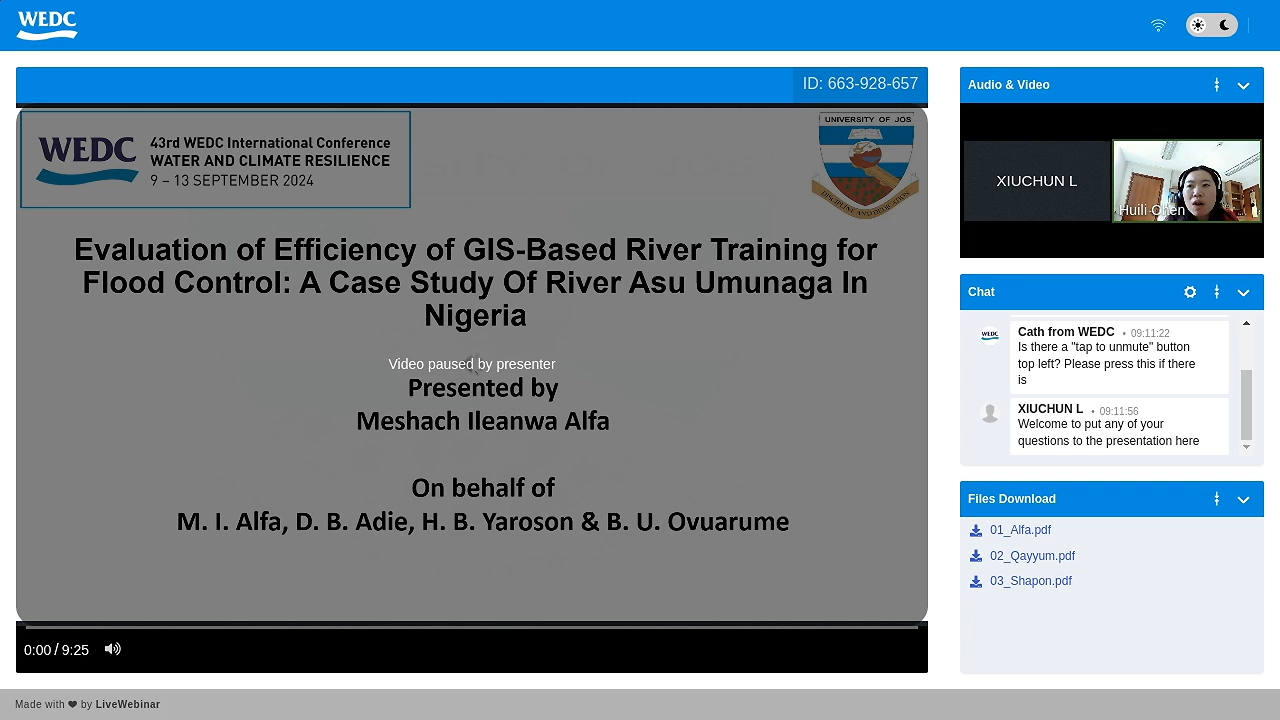 WEDC
ID: 663-928-657
WEDC
43rd WEDC International Conference
WATER AND CLIMATE RESILIENCE
9 – 13 SEPTEMBER 2024
UNIVERSITY OF JOS
DISCIPLINE AND DEDICATION
Evaluation of Efficiency of GIS-Based River Training for
Flood Control: A Case Study Of River Asu Umunaga In
Nigeria
Video paused by presenter
Presented by
Meshach Ileanwa Alfa
On behalf of
M. I. Alfa, D. B. Adie, H. B. Yaroson & B. U. Ovuarume
0:00 / 9:25
Audio & Video
XIUCHUN L
Huili Chen
Chat
WEDC
Cath from WEDC • 09:11:22
Is there a "tap to unmute" button
top left? Please press this if there
is
XIUCHUN L • 09:11:56
Welcome to put any of your
questions to the presentation here
Files Download
01_Alfa.pdf
02_Qayyum.pdf
03_Shapon.pdf
Made with ❤ by LiveWebinar